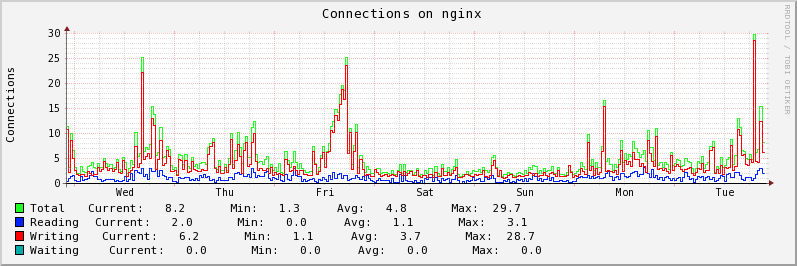 Connections on nginx
RRDTOOL / TOBI OETIKER
Connections
30
25
20
15
10
5
0
Wed Thu Fri Sat Sun Mon Tue
Total Current: 8.2 Min: 1.3 Avg: 4.8 Max: 29.7
Reading Current: 2.0 Min: 0.0 Avg: 1.1 Max: 3.1
Writing Current: 6.2 Min: 1.1 Avg: 3.7 Max: 28.7
Waiting Current: 0.0 Min: 0.0 Avg: 0.0 Max: 0.0